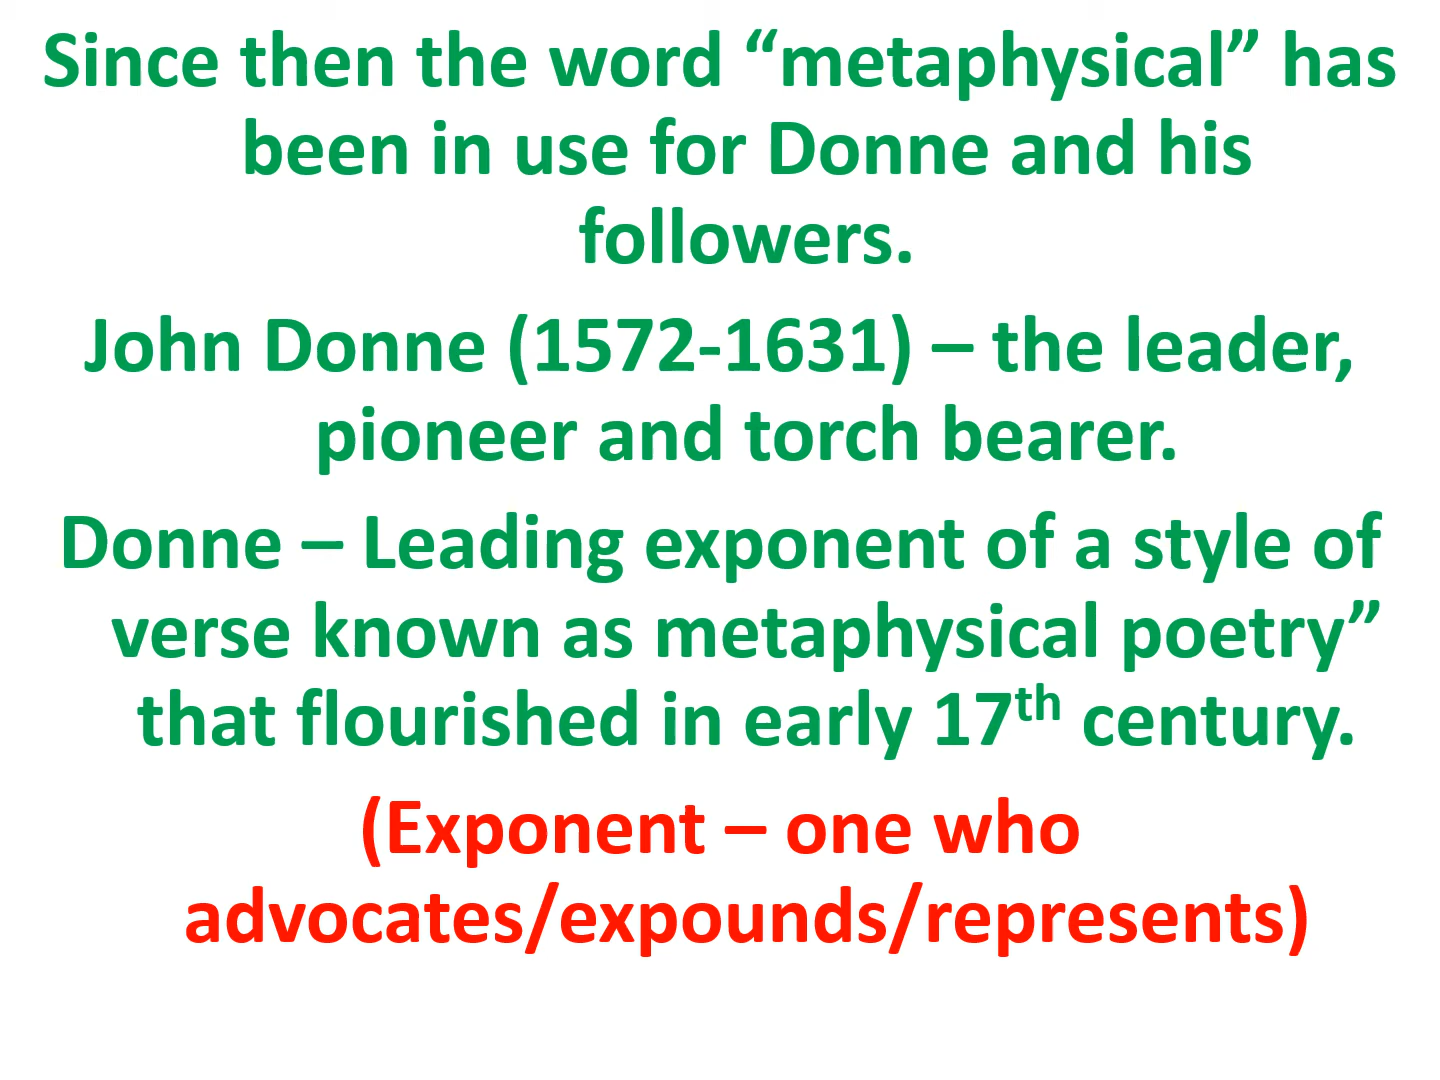 Since then the word “metaphysical” has
been in use for Donne and his
followers.
John Donne (1572-1631) – the leader,
pioneer and torch bearer.
Donne – Leading exponent of a style of
verse known as metaphysical poetry”
that flourished in early 17th century.
(Exponent – one who
advocates/expounds/represents)